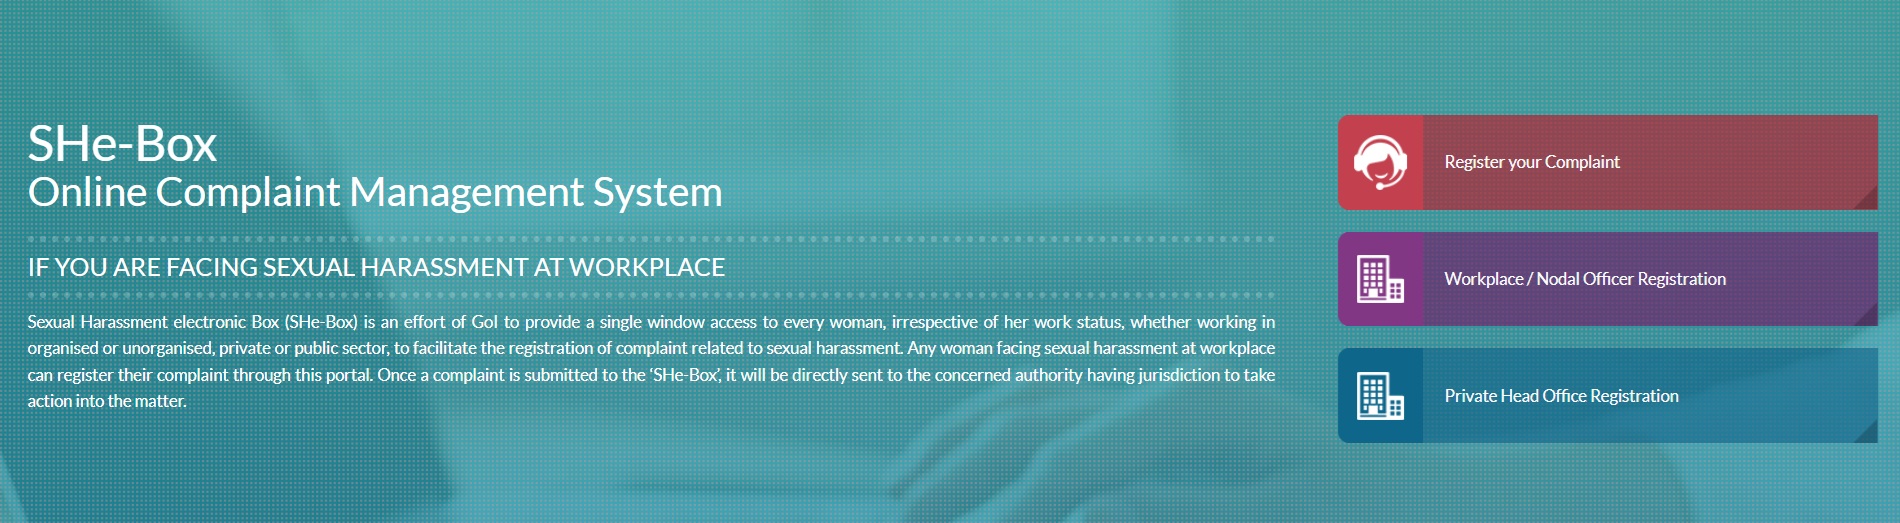 SHe-Box
Online Complaint Management System
IF YOU ARE FACING SEXUAL HARASSMENT AT WORKPLACE
Sexual Harassment electronic Box (SHe-Box) is an effort of GoI to provide a single window access to every woman, irrespective of her work status, whether working in
organised or unorganised, private or public sector, to facilitate the registration of complaint related to sexual harassment. Any woman facing sexual harassment at workplace
can register their complaint through this portal. Once a complaint is submitted to the ‘SHe-Box’, it will be directly sent to the concerned authority having jurisdiction to take
action into the matter.
Register your Complaint
Workplace / Nodal Officer Registration
Private Head Office Registration